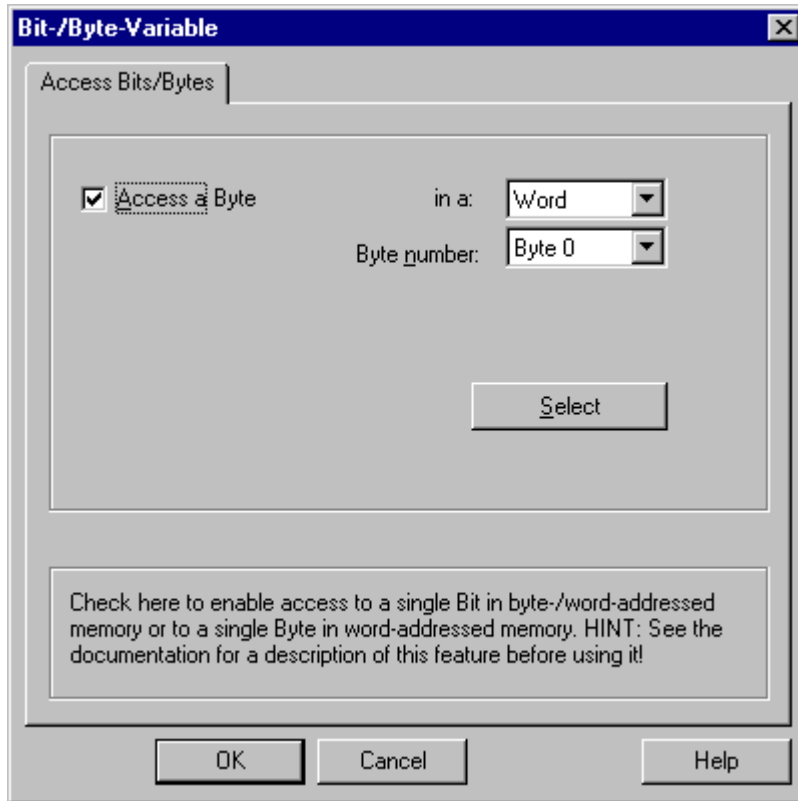 Bit-/Byte-Variable
Access Bits/Bytes
Access a Byte in a: Word
Byte number: Byte 0
Select
Check here to enable access to a single Bit in byte-/word-addressed
memory or to a single Byte in word-addressed memory. HINT: See the
documentation for a description of this feature before using it!
OK Cancel Help